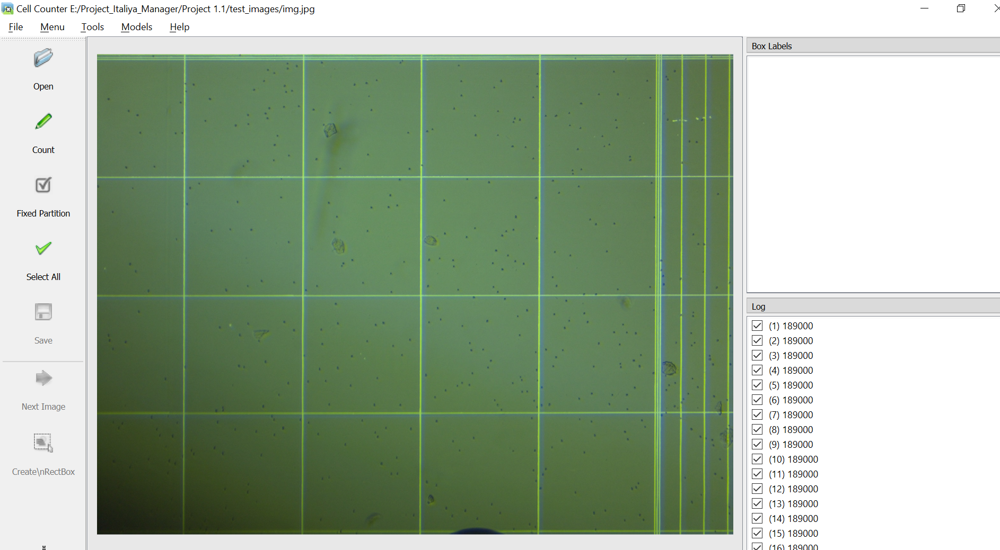 Cell Counter E:/Project_Italiya_Manager/Project 1.1/test_images/img.jpg
File Menu Tools Models Help
Open
Count
Fixed Partition
Select All
Save
Next Image
Create\nRectBox
Box Labels
Log
(1) 189000
(2) 189000
(3) 189000
(4) 189000
(5) 189000
(6) 189000
(7) 189000
(8) 189000
(9) 189000
(10) 189000
(11) 189000
(12) 189000
(13) 189000
(14) 189000
(15) 189000
(16) 189000